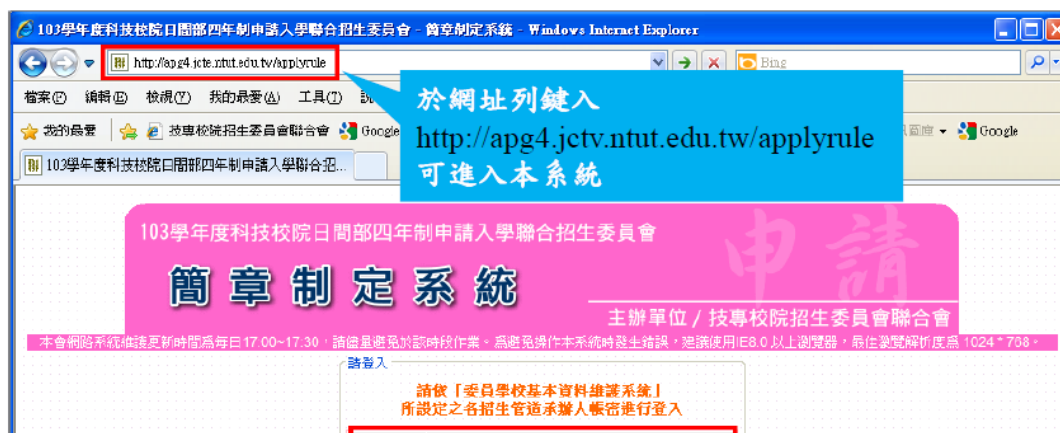 103學年度科技校院日間部四年制申請入學聯合招生委員會 - 簡章制定系統 - Windows Internet Explorer
http://apg4.jctv.ntut.edu.tw/applyrule
Bing
檔案(F) 編輯(E) 檢視(V) 我的最愛(A) 工具(T)
於網址列鍵入
http://apg4.jctv.ntut.edu.tw/applyrule
可進入本系統
我的最愛 技專校院招生委員會聯合會 Google
Google
103學年度科技校院日間部四年制申請入學聯合招...
103學年度科技校院日間部四年制申請入學聯合招生委員會
申請
簡章制定系統
主辦單位 / 技專校院招生委員會聯合會
本會網路系統維護更新時間為每日17:00~17:30，請儘量避免於該時段作業。為避免操作本系統時發生錯誤，建議使用IE8.0 以上瀏覽器，最佳瀏覽解析度為 1024 * 768。
請登入
請依「委員學校基本資料維護系統」
所設定之各招生管道承辦人帳密進行登入